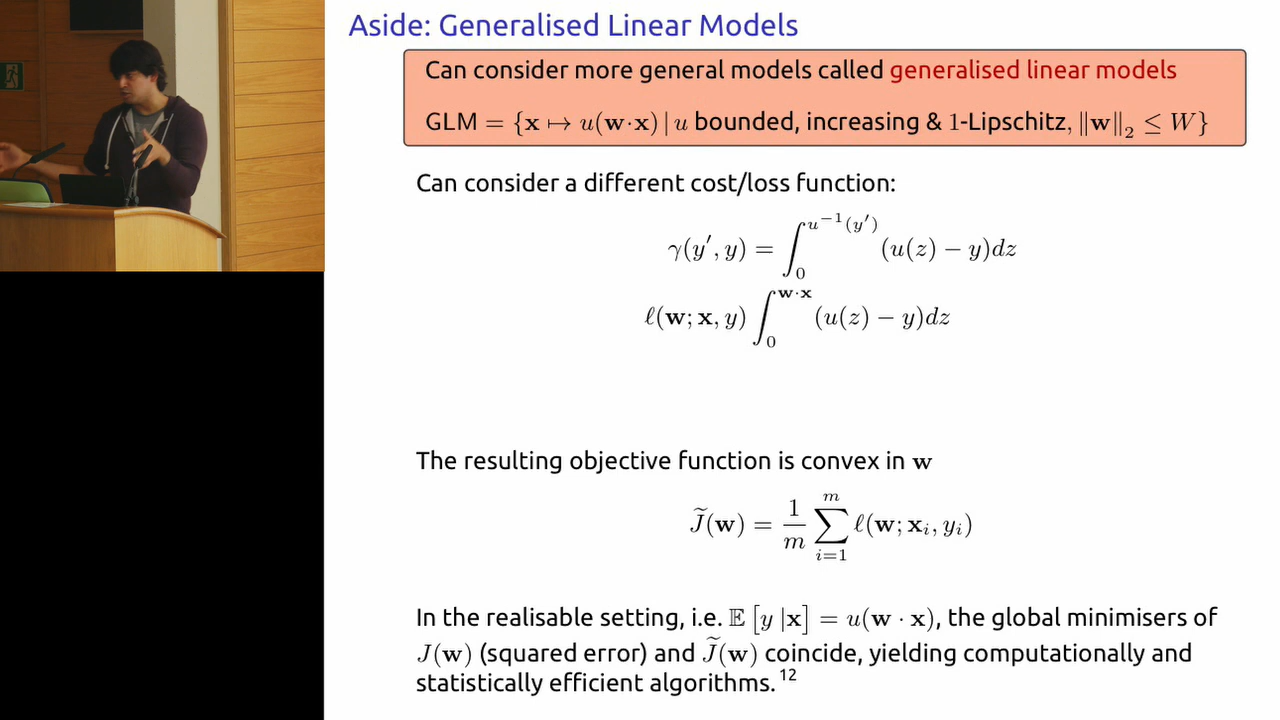 Aside: Generalised Linear Models
Can consider more general models called generalised linear models
GLM = {x ↦ u(w·x) | u bounded, increasing & 1-Lipschitz, ‖w‖₂ ≤ W}
Can consider a different cost/loss function:
γ(y′, y) = ∫₀^{u⁻¹(y′)} (u(z) − y)dz
ℓ(w; x, y) ∫₀^{w·x} (u(z) − y)dz
The resulting objective function is convex in w
J̃(w) = 1/m ∑_{i=1}^{m} ℓ(w; xᵢ, yᵢ)
In the realisable setting, i.e. 𝔼[y |x] = u(w · x), the global minimisers of
J(w) (squared error) and J̃(w) coincide, yielding computationally and
statistically efficient algorithms.¹²